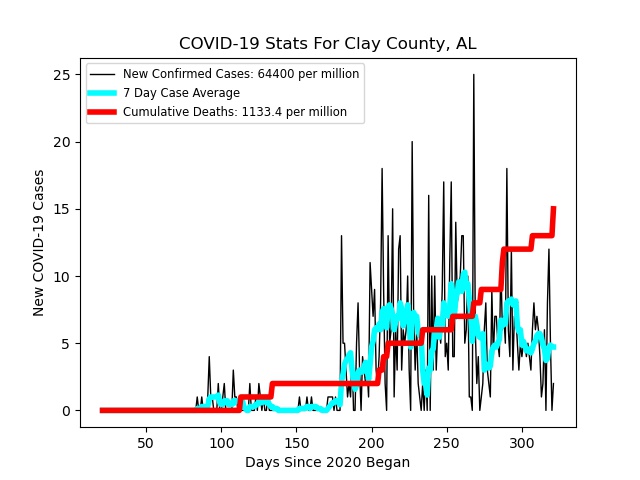 COVID-19 Stats For Clay County, AL
New Confirmed Cases: 64400 per million
7 Day Case Average
Cumulative Deaths: 1133.4 per million
New COVID-19 Cases
25
20
15
10
5
0
50 100 150 200 250 300
Days Since 2020 Began